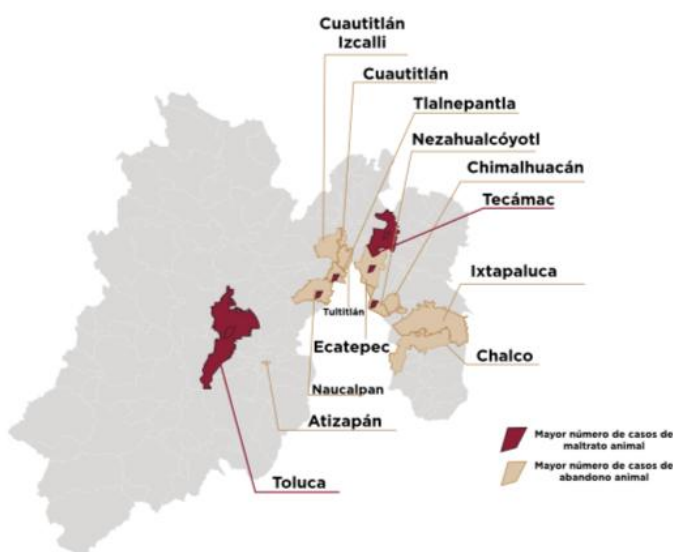 Cuautitlán
Izcalli
Cuautitlán
Tlalnepantla
Nezahualcóyotl
Chimalhuacán
Tecámac
Ixtapaluca
Tultitlán
Ecatepec
Chalco
Naucalpan
Atizapán
Toluca
Mayor número de casos de
maltrato animal
Mayor número de casos de
abandono animal